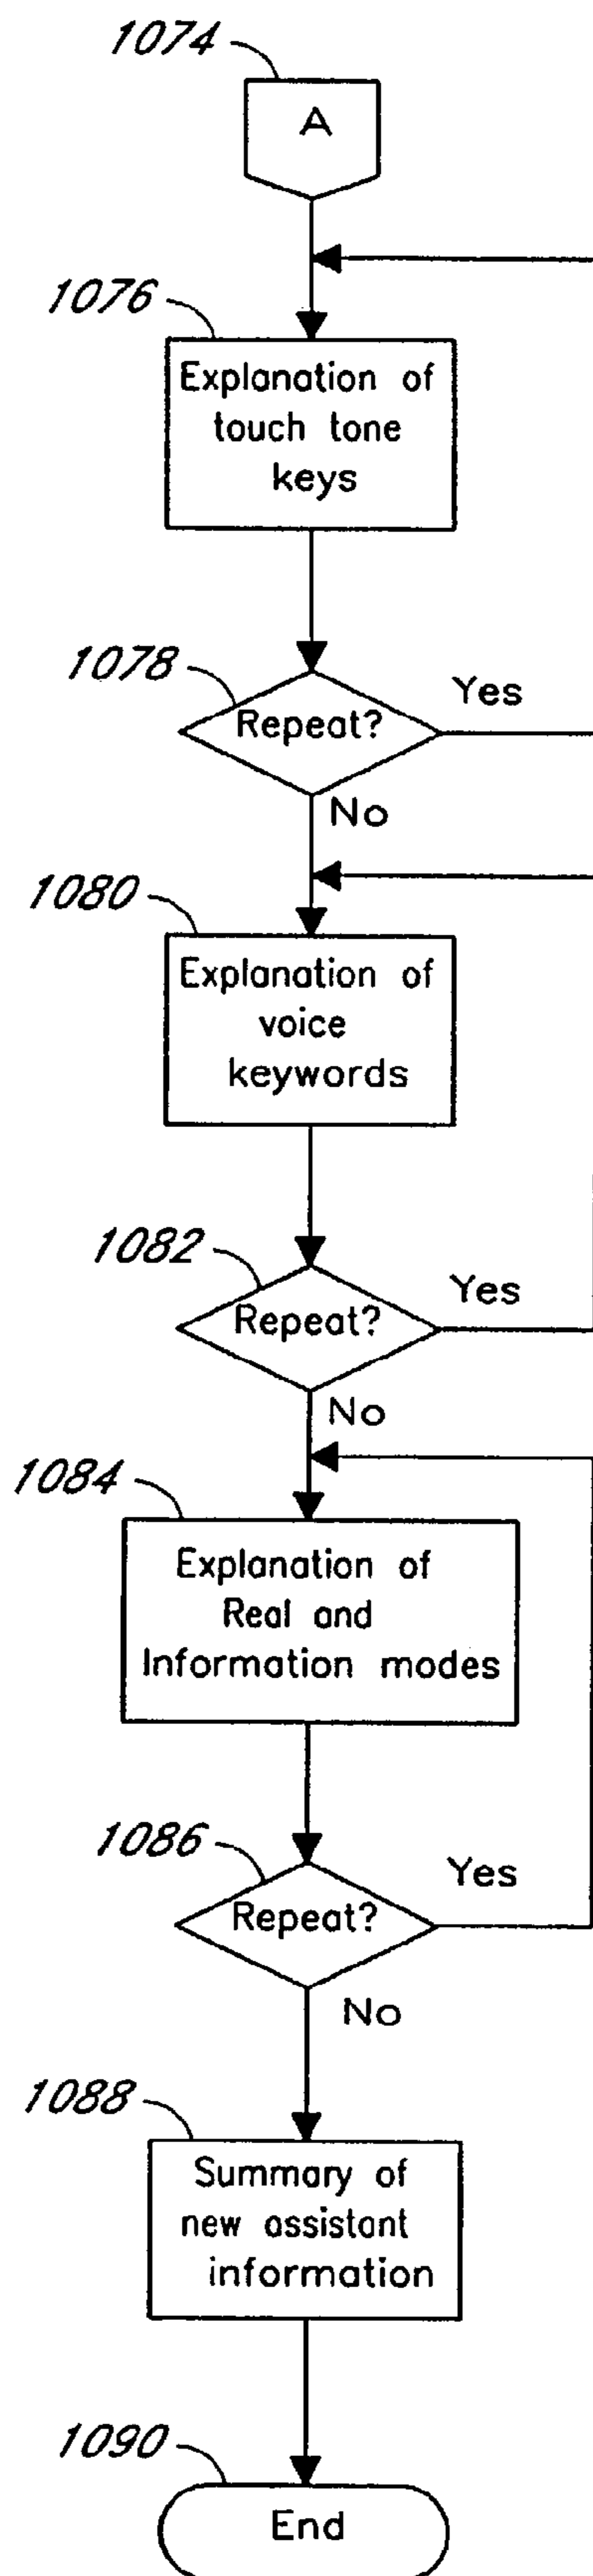 1074
A
1076
Explanation of
touch tone
keys
1078
Repeat?
Yes
No
1080
Explanation of
voice
keywords
1082
Repeat?
Yes
No
1084
Explanation of
Real and
Information modes
1086
Repeat?
Yes
No
1088
Summary of
new assistant
information
1090
End